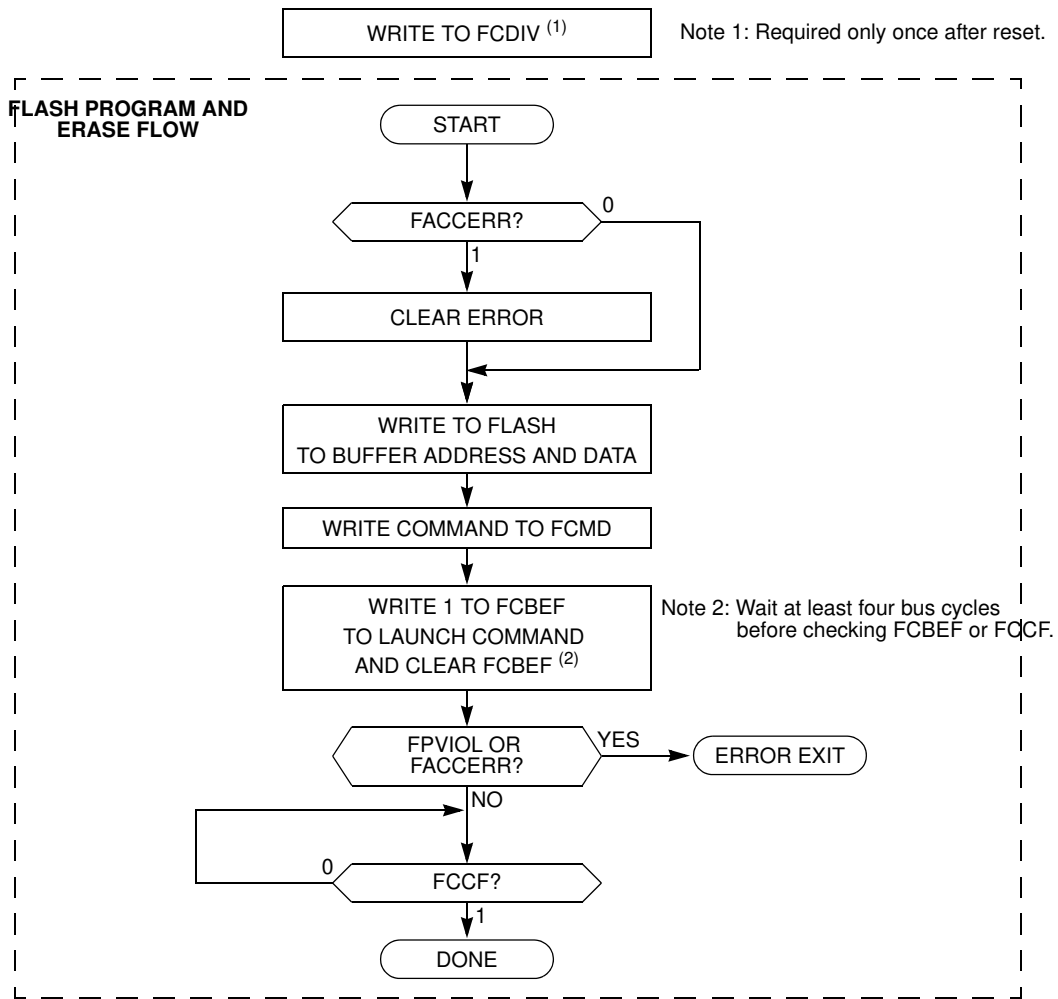 WRITE TO FCDIV (1)
Note 1: Required only once after reset.
FLASH PROGRAM AND
ERASE FLOW
START
FACCERR?
0
1
CLEAR ERROR
WRITE TO FLASH
TO BUFFER ADDRESS AND DATA
WRITE COMMAND TO FCMD
WRITE 1 TO FCBEF
TO LAUNCH COMMAND
AND CLEAR FCBEF (2)
Note 2: Wait at least four bus cycles
before checking FCBEF or FCCF.
FPVIOL OR
FACCERR?
YES
ERROR EXIT
NO
0
FCCF?
1
DONE